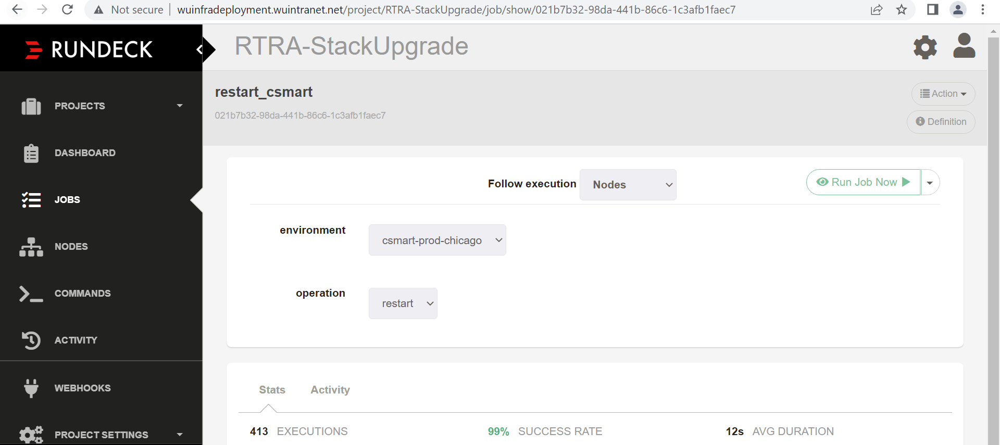 Not secure wuinfradeployment.wuintranet.net/project/RTRA-StackUpgrade/job/show/021b7b32-98da-441b-86c6-1c3afb1faec7
RUNDECK
RTRA-StackUpgrade
PROJECTS
DASHBOARD
JOBS
NODES
COMMANDS
ACTIVITY
WEBHOOKS
PROJECT SETTINGS
restart_csmart
Action
021b7b32-98da-441b-86c6-1c3afb1faec7
Definition
Follow execution Nodes Run Job Now
environment csmart-prod-chicago
operation restart
Stats Activity
413 EXECUTIONS 99% SUCCESS RATE 12s AVG DURATION